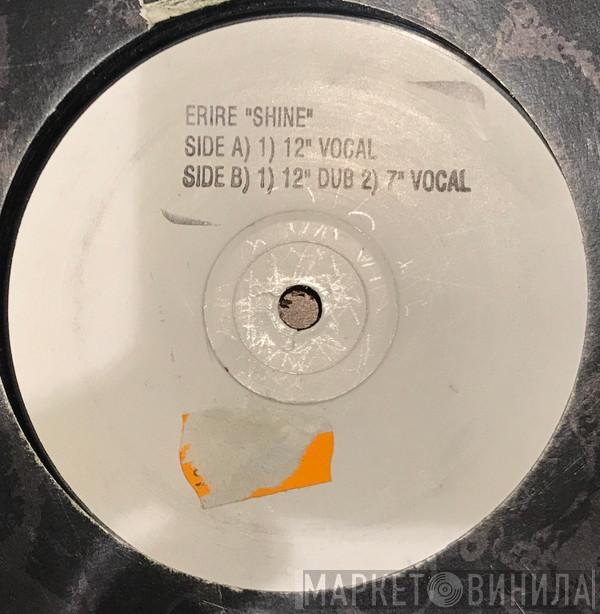 ERIRE "SHINE"
SIDE A) 1) 12" VOCAL
SIDE B) 1) 12" DUB 2) 7" VOCAL
МАРКЕТ ВИНИЛА